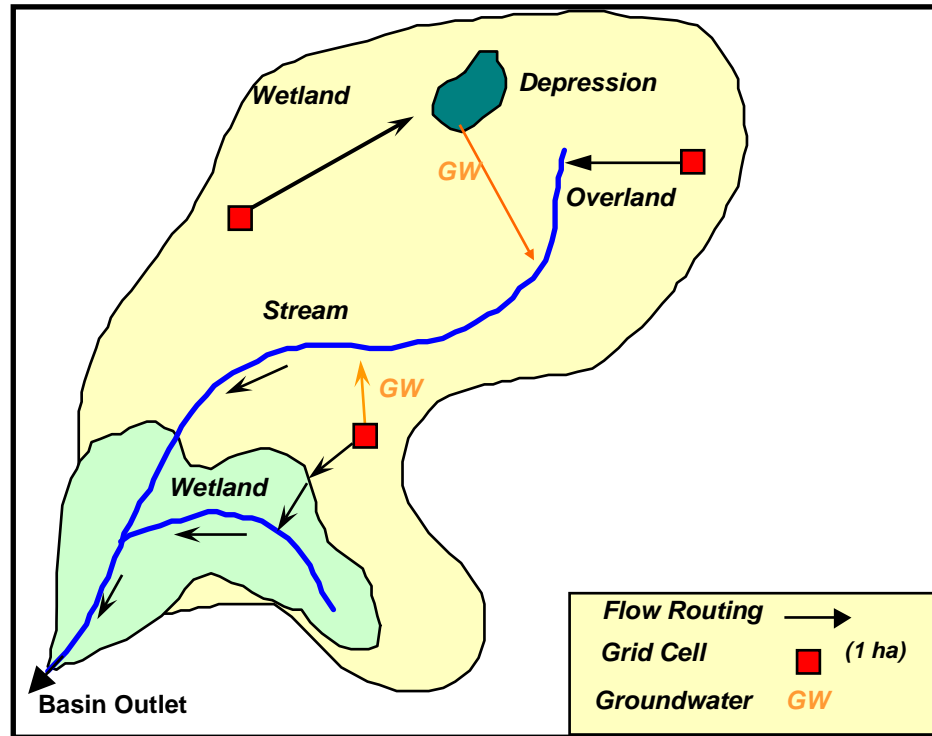 Wetland
Depression
GW
Overland
Stream
GW
Wetland
Basin Outlet
Flow Routing
Grid Cell (1 ha)
Groundwater GW